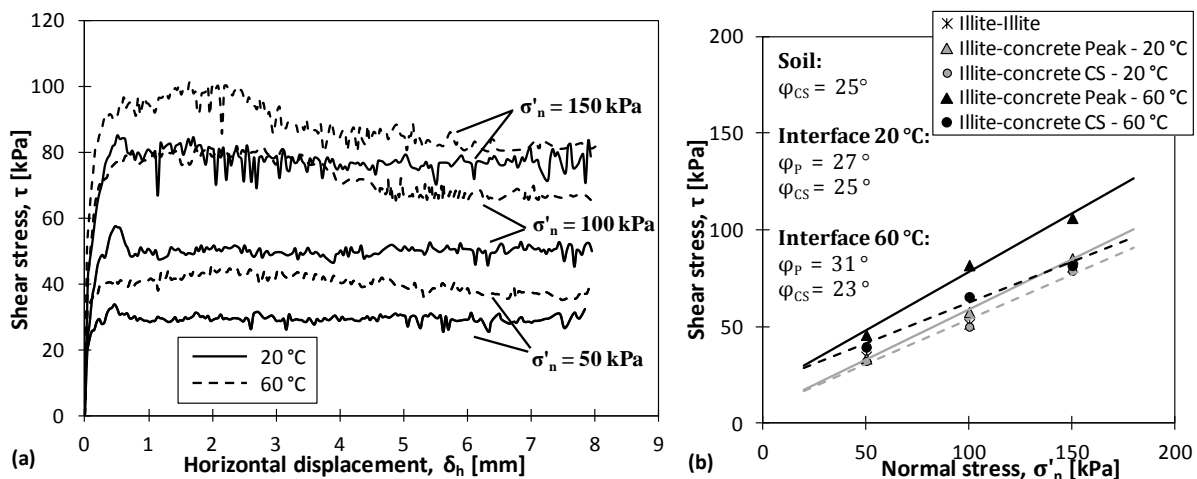 120
100
80
60
40
20
0
Shear stress, τ [kPa]
σ'n = 150 kPa
σ'n = 100 kPa
σ'n = 50 kPa
20 °C
60 °C
0 1 2 3 4 5 6 7 8 9
(a)
Horizontal displacement, δh [mm]
Illite-Illite
Illite-concrete Peak - 20 °C
Illite-concrete CS - 20 °C
Illite-concrete Peak - 60 °C
Illite-concrete CS - 60 °C
200
150
100
50
0
Shear stress, τ [kPa]
Soil:
φCS = 25°
Interface 20 °C:
φP = 27°
φCS = 25°
Interface 60 °C:
φP = 31°
φCS = 23°
0 50 100 150 200
(b)
Normal stress, σ'n [kPa]